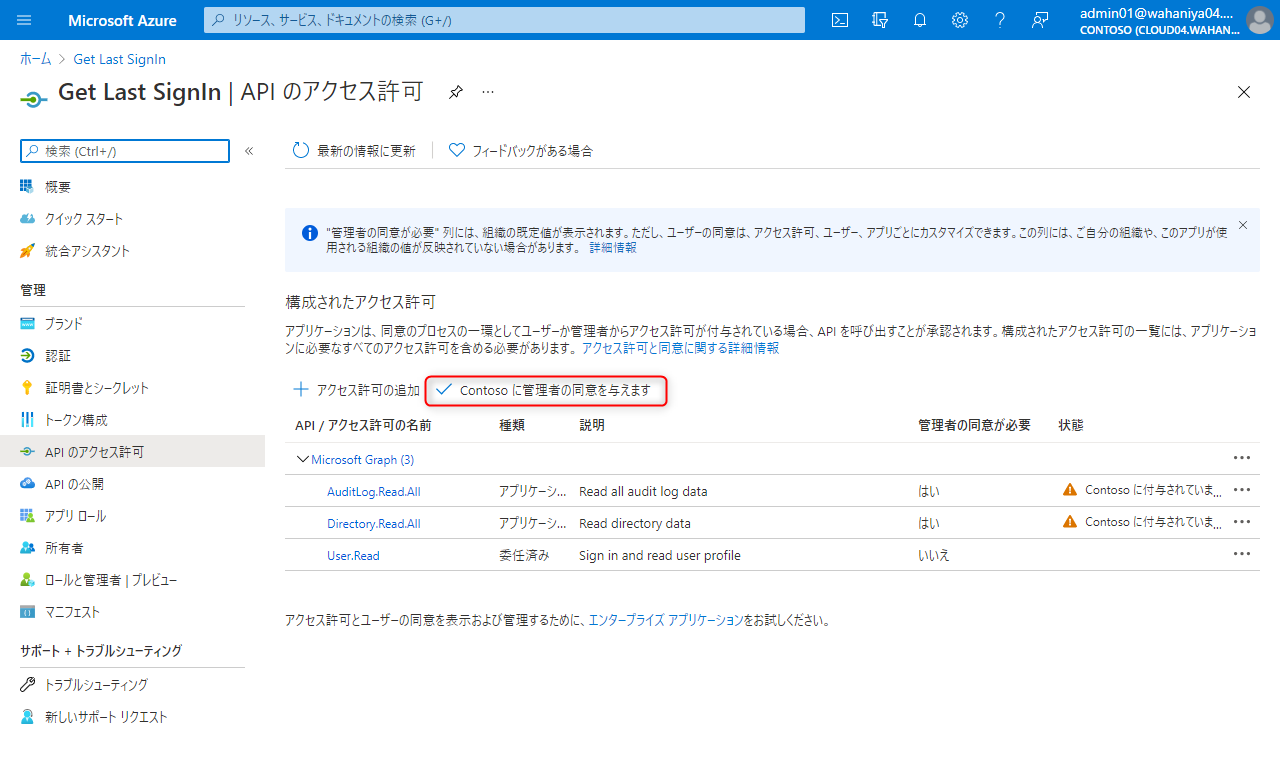 Microsoft Azure
リソース、サービス、ドキュメントの検索 (G+/)
admin01@wahaniya04....
CONTOSO (CLOUD04.WAHAN...
ホーム > Get Last SignIn
Get Last SignIn | API のアクセス許可 ...
検索 (Ctrl+/)
«
概要
クイック スタート
統合アシスタント
管理
ブランド
認証
証明書とシークレット
トークン構成
API のアクセス許可
API の公開
アプリ ロール
所有者
ロールと管理者 | プレビュー
マニフェスト
サポート + トラブルシューティング
トラブルシューティング
新しいサポート リクエスト
最新の情報に更新
フィードバックがある場合
"管理者の同意が必要" 列には、組織の既定値が表示されます。ただし、ユーザーの同意は、アクセス許可、ユーザー、アプリごとにカスタマイズできます。この列には、ご自分の組織や、このアプリが使
用される組織の値が反映されていない場合があります。 詳細情報
構成されたアクセス許可
アプリケーションは、同意のプロセスの一環としてユーザーか管理者からアクセス許可が付与されている場合、API を呼び出すことが承認されます。構成されたアクセス許可の一覧には、アプリケーショ
ンに必要なすべてのアクセス許可を含める必要があります。 アクセス許可と同意に関する詳細情報
アクセス許可の追加 Contoso に管理者の同意を与えます
API / アクセス許可の名前 種類 説明 管理者の同意が必要 状態
Microsoft Graph (3)
AuditLog.Read.All アプリケーシ... Read all audit log data はい Contoso に付与されていま...
Directory.Read.All アプリケーシ... Read directory data はい Contoso に付与されていま...
User.Read 委任済み Sign in and read user profile いいえ
アクセス許可とユーザーの同意を表示および管理するために、エンタープライズ アプリケーションをお試しください。